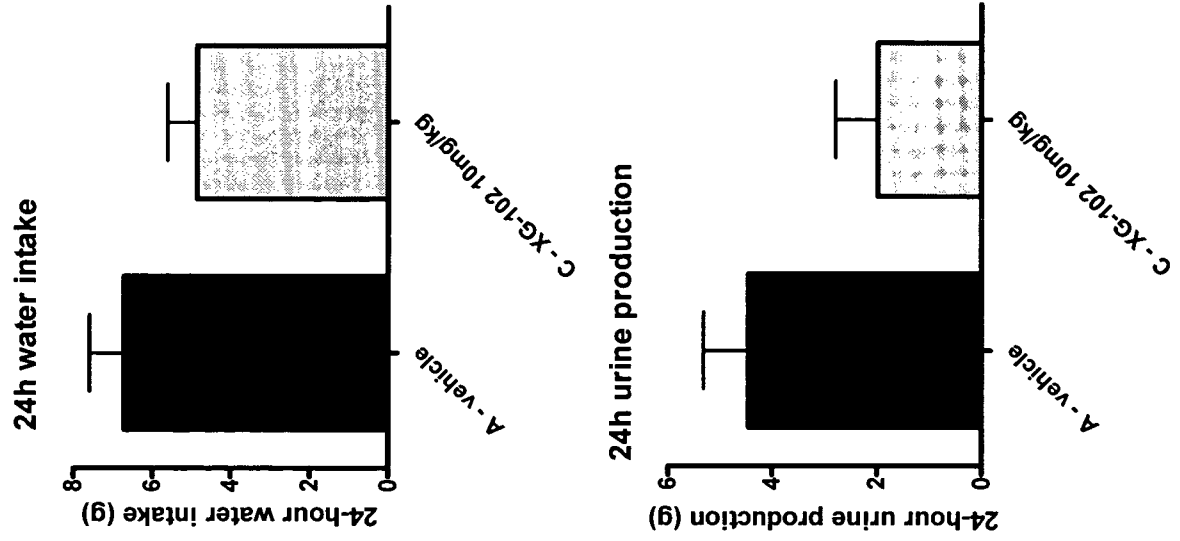 24h water intake
24-hour water intake (g)
8
6
4
2
0
A - vehicle
C - XG-102 10mg/kg
24h urine production
24-hour urine production (g)
6
4
2
0
A - vehicle
C - XG-102 10mg/kg